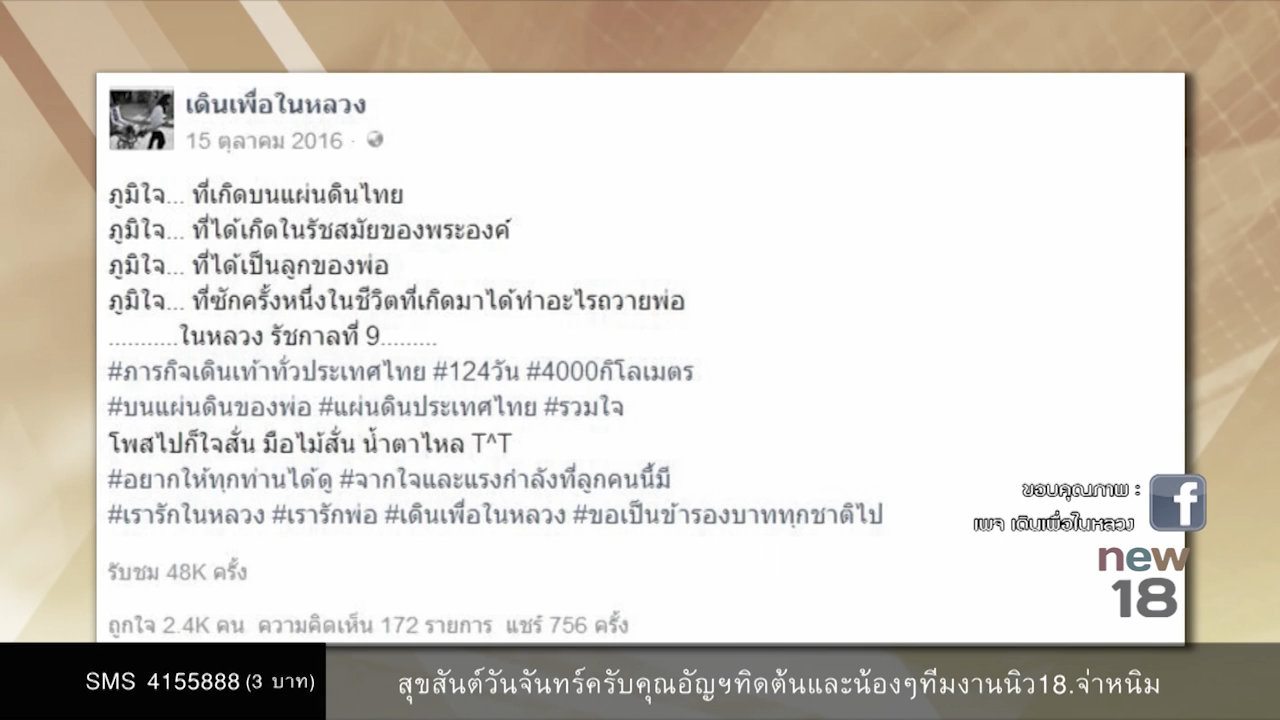 เดินเพื่อในหลวง
15 ตุลาคม 2016 ·
ภูมิใจ... ที่เกิดบนแผ่นดินไทย
ภูมิใจ... ที่ได้เกิดในรัชสมัยของพระองค์
ภูมิใจ... ที่ได้เป็นลูกของพ่อ
ภูมิใจ... ที่ซักครั้งหนึ่งในชีวิตที่เกิดมาได้ทำอะไรถวายพ่อ
...........ในหลวง รัชกาลที่ 9.........
#ภารกิจเดินเท้าทั่วประเทศไทย #124วัน #4000กิโลเมตร
#บนแผ่นดินของพ่อ #แผ่นดินประเทศไทย #รวมใจ
โพสไปก็ใจสั่น มือไม้สั่น น้ำตาไหล T^T
#อยากให้ทุกท่านได้ดู #จากใจและแรงกำลังที่ลูกคนนี้มี
#เรารักในหลวง #เรารักพ่อ #เดินเพื่อในหลวง #ขอเป็นข้ารองบาททุกชาติไป
รับชม 48K ครั้ง
ถูกใจ 2.4K คน ความคิดเห็น 172 รายการ แชร์ 756 ครั้ง
ขอบคุณภาพ : f
เพจ เดินเพื่อในหลวง
new
18
SMS 4155888 (3 บาท)
สุขสันต์วันจันทร์ครับคุณอัญฯทิดต้นและน้องๆทีมงานนิว18.จ่าหนิม